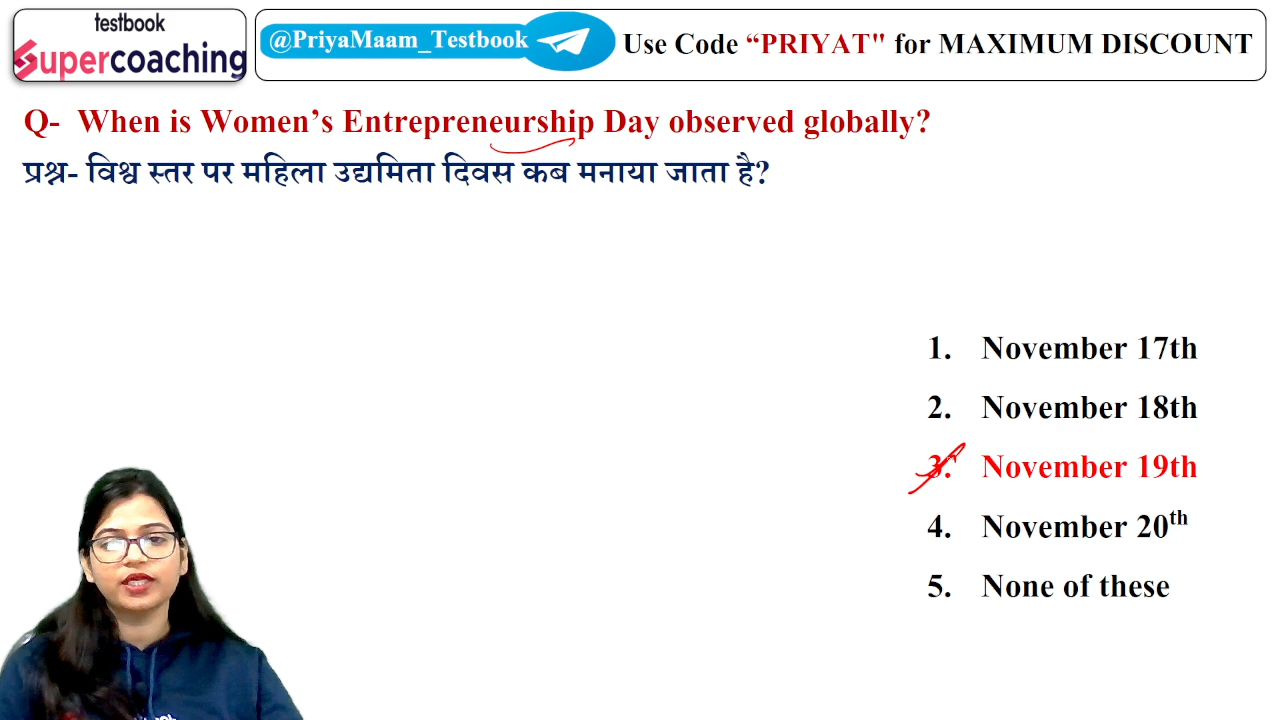 testbook
Supercoaching
@PriyaMaam_Testbook
Use Code “PRIYAT" for MAXIMUM DISCOUNT
Q- When is Women’s Entrepreneurship Day observed globally?
प्रश्न- विश्व स्तर पर महिला उद्यमिता दिवस कब मनाया जाता है?
1. November 17th
2. November 18th
3. November 19th
4. November 20th
5. None of these